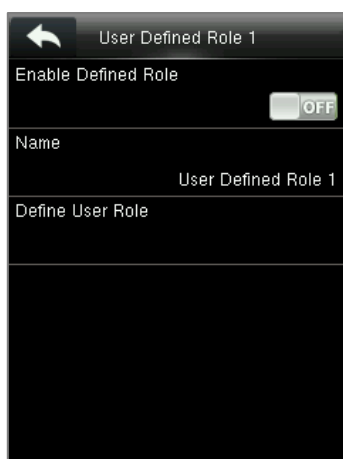 User Defined Role 1
Enable Defined Role
OFF
Name
User Defined Role 1
Define User Role